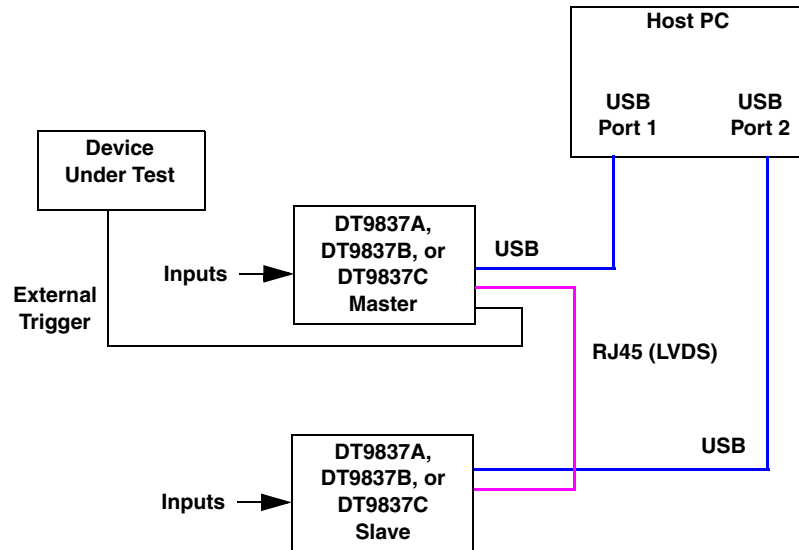 Host PC
USB
Port 1
USB
Port 2
Device
Under Test
DT9837A,
DT9837B, or
DT9837C
Master
USB
Inputs
External
Trigger
RJ45 (LVDS)
DT9837A,
DT9837B, or
DT9837C
Slave
USB
Inputs